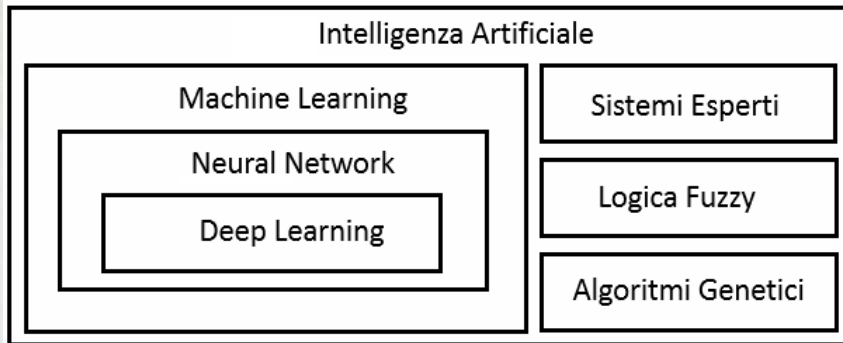 Intelligenza Artificiale
Machine Learning
Neural Network
Deep Learning
Sistemi Esperti
Logica Fuzzy
Algoritmi Genetici